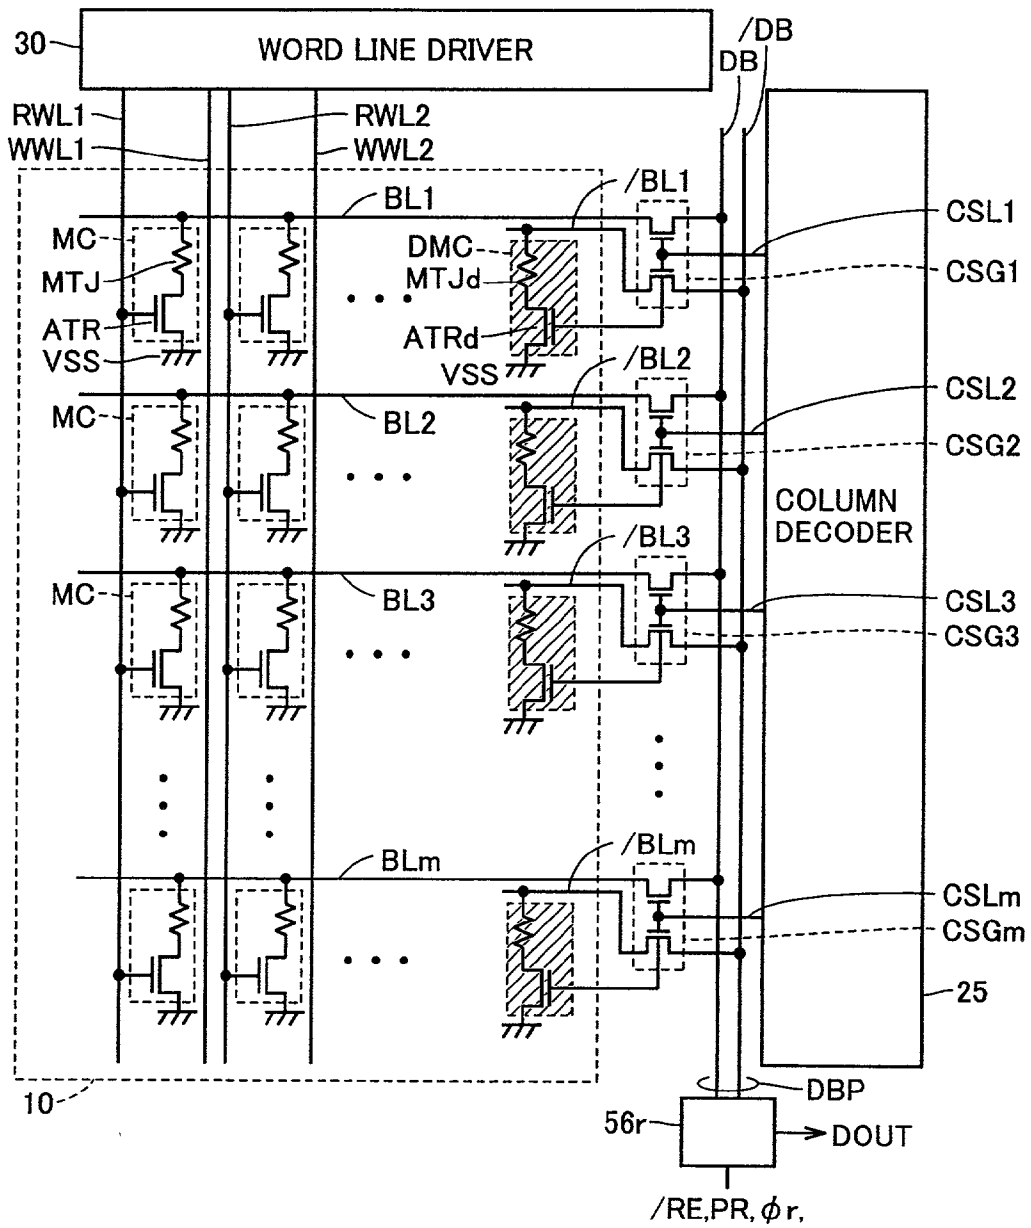 30
WORD LINE DRIVER
/DB
DB
RWL1
RWL2
WWL1
WWL2
BL1
/BL1
CSL1
MC
DMC
MTJ
MTJd
CSG1
ATR
ATRd
VSS
VSS
/BL2
CSL2
MC
BL2
CSG2
COLUMN
DECODER
/BL3
MC
BL3
CSL3
CSG3
BLm
/BLm
CSLm
CSGm
25
10
DBP
56r
DOUT
/RE,PR,ϕr,